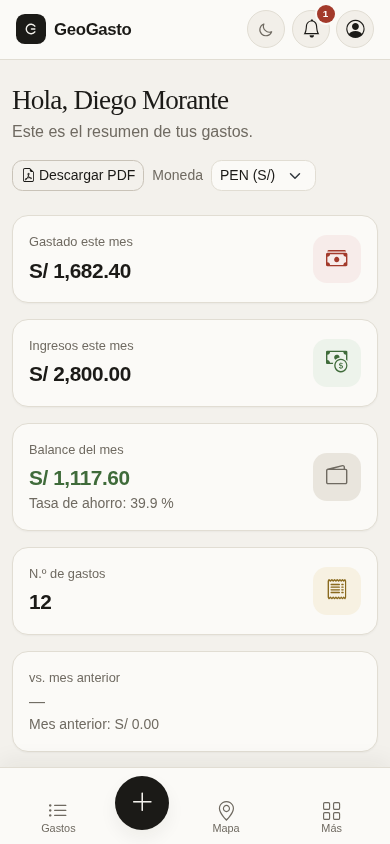 GeoGasto
1
Hola, Diego Morante
Este es el resumen de tus gastos.
Descargar PDF
Moneda
PEN (S/)
Gastado este mes
S/ 1,682.40
Ingresos este mes
S/ 2,800.00
Balance del mes
S/ 1,117.60
Tasa de ahorro: 39.9 %
N.º de gastos
12
vs. mes anterior
—
Mes anterior: S/ 0.00
Gastos
Mapa
Más